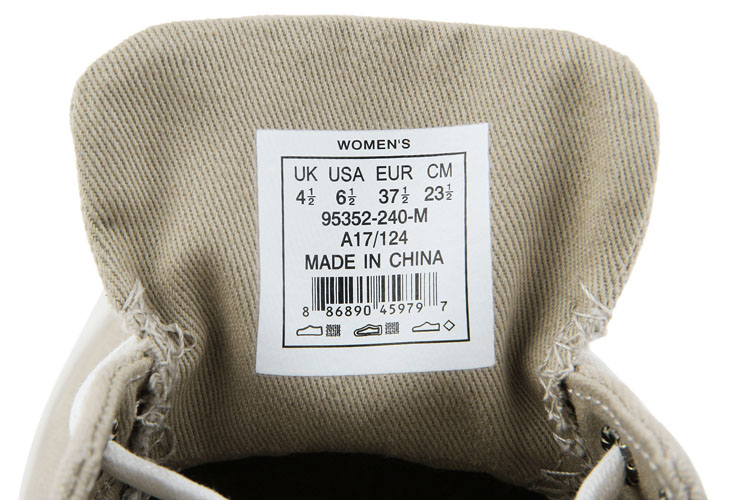 WOMEN'S
UK USA EUR CM
4½ 6½ 37½ 23½
95352-240-M
A17/124
MADE IN CHINA
8 86890 45979 7